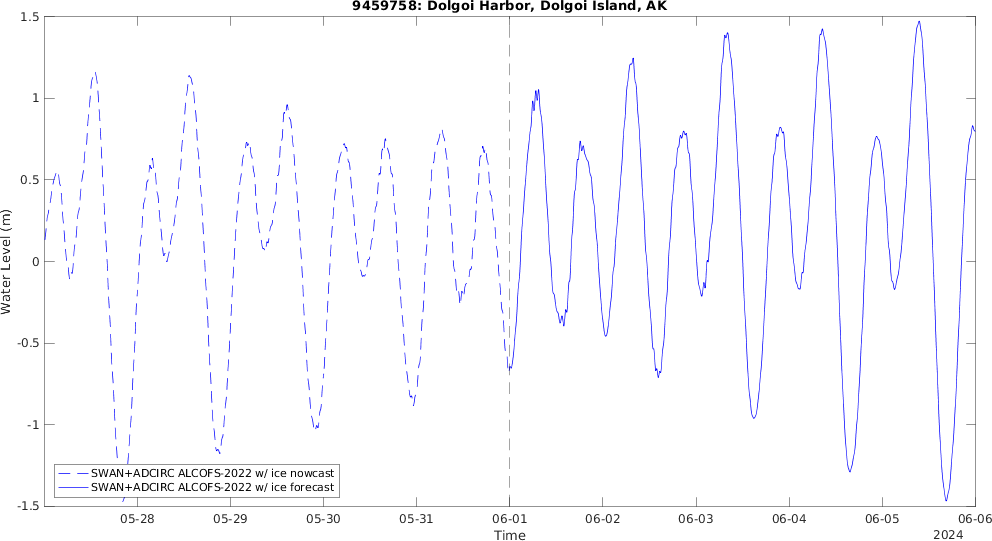 9459758: Dolgoi Harbor, Dolgoi Island, AK
1.5
1
0.5
0
-0.5
-1
-1.5
Water Level (m)
SWAN+ADCIRC ALCOFS-2022 w/ ice nowcast
SWAN+ADCIRC ALCOFS-2022 w/ ice forecast
05-28 05-29 05-30 05-31 06-01 06-02 06-03 06-04 06-05 06-06
Time
2024